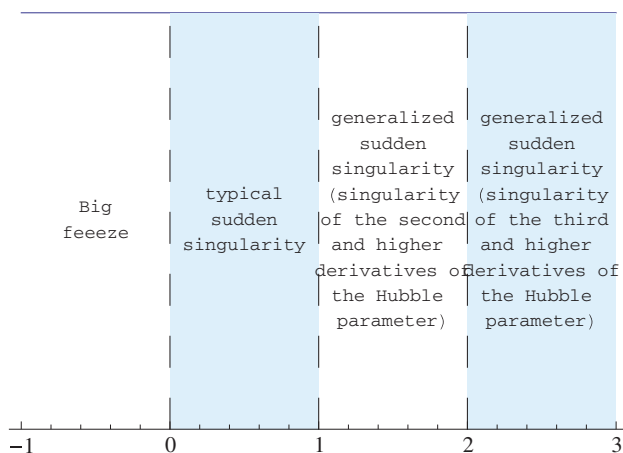 Big
feeeze
typical
sudden
singularity
generalized
sudden
singularity
(singularity
of the second
and higher
derivatives of
the Hubble
parameter)
generalized
sudden
singularity
(singularity
of the third
and higher
derivatives of
the Hubble
parameter)
-1 0 1 2 3